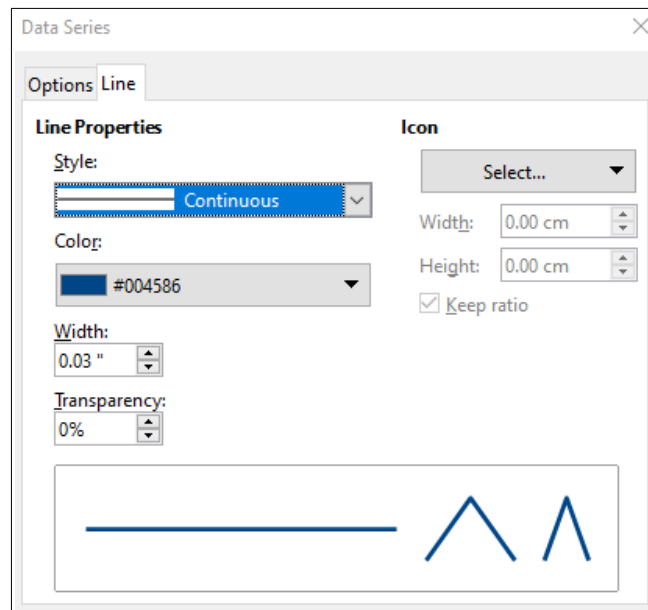 Data Series
Options Line
Line Properties
Style:
Continuous
Color:
#004586
Width:
0.03 "
Transparency:
0%
Icon
Select...
Width: 0.00 cm
Height: 0.00 cm
Keep ratio